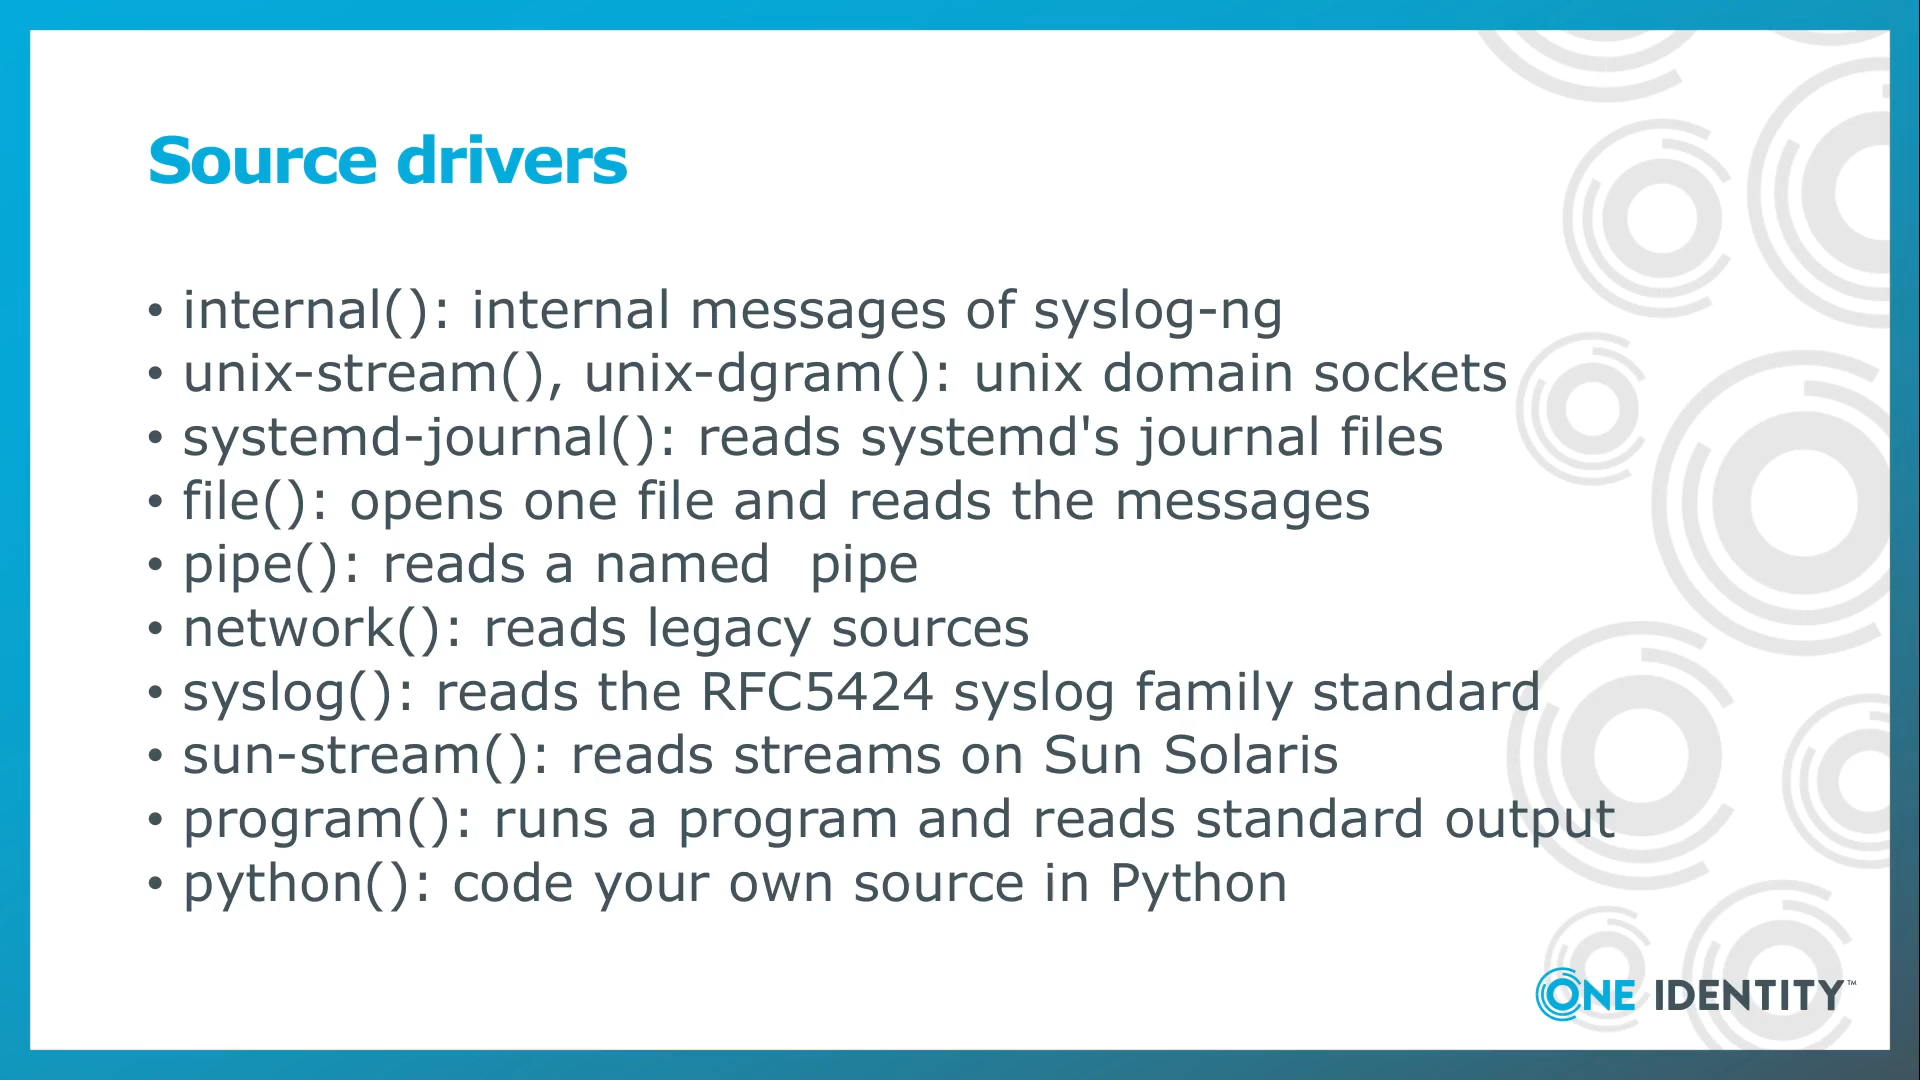 Source drivers
• internal(): internal messages of syslog-ng
• unix-stream(), unix-dgram(): unix domain sockets
• systemd-journal(): reads systemd's journal files
• file(): opens one file and reads the messages
• pipe(): reads a named  pipe
• network(): reads legacy sources
• syslog(): reads the RFC5424 syslog family standard
• sun-stream(): reads streams on Sun Solaris
• program(): runs a program and reads standard output
• python(): code your own source in Python
ONE IDENTITY™